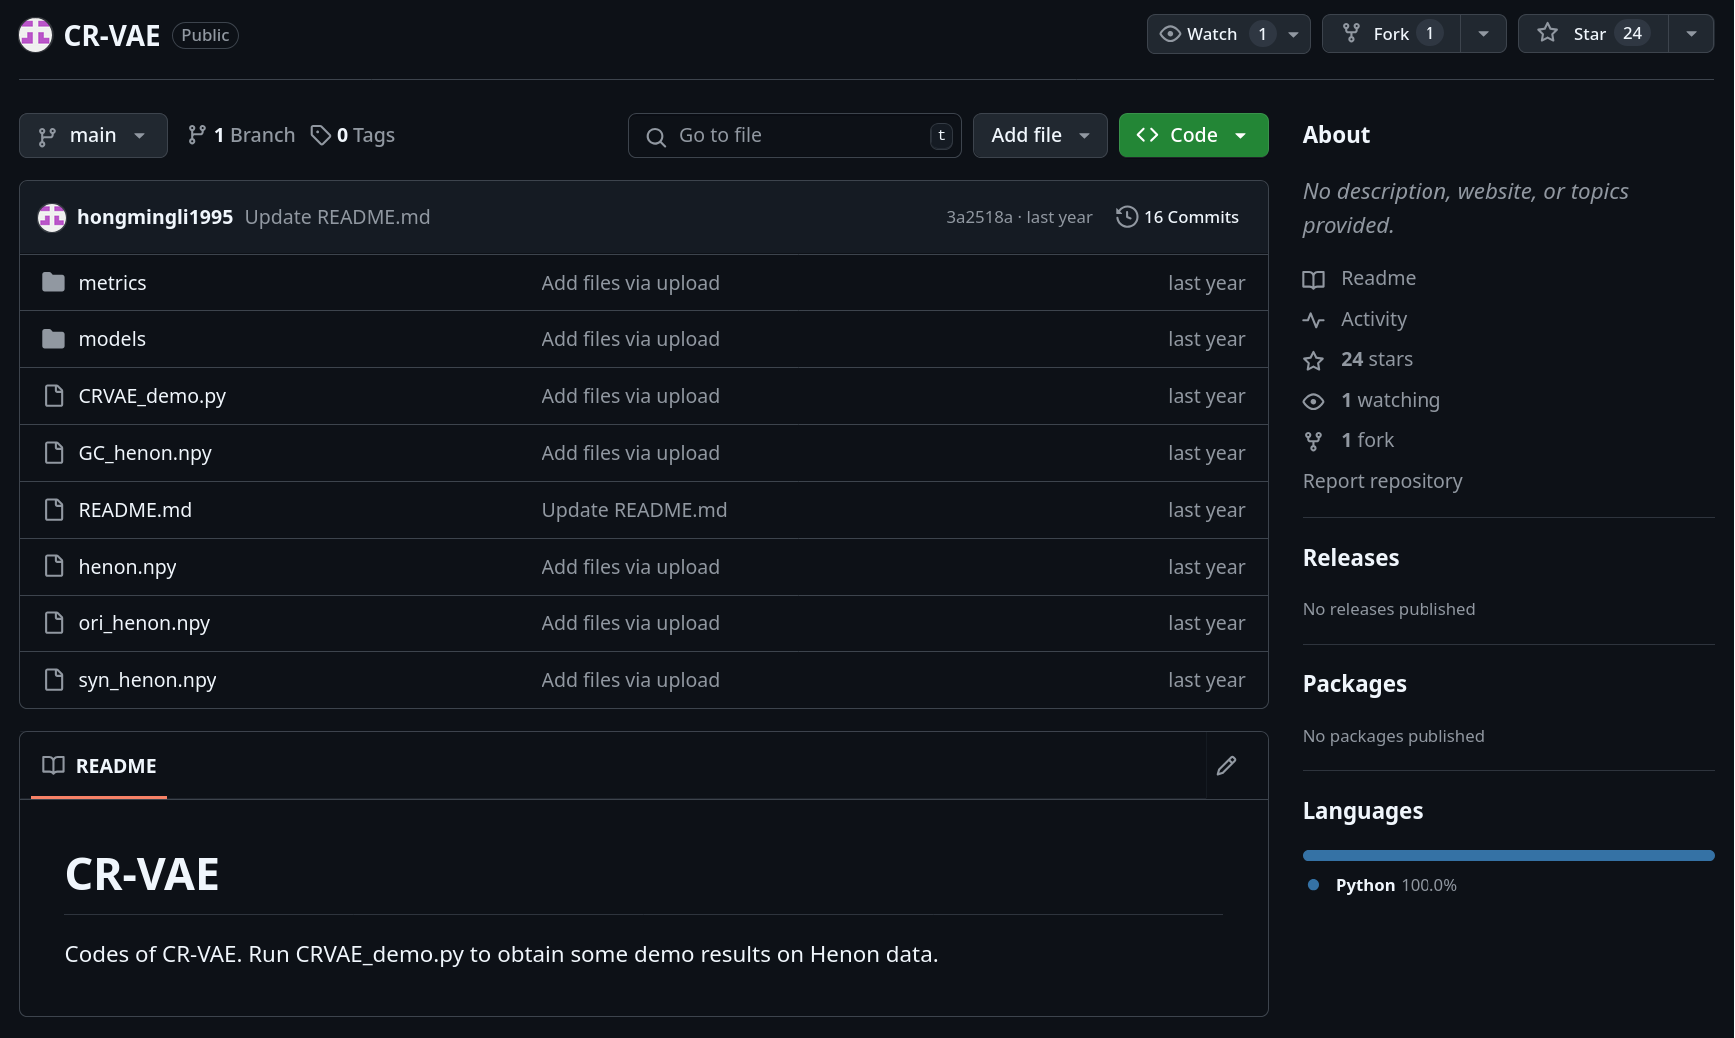 CR-VAE Public Watch 1 Fork 1 Star 24
main 1 Branch 0 Tags Go to file t Add file Code
hongmingli1995 Update README.md 3a2518a · last year 16 Commits
metrics Add files via upload last year
models Add files via upload last year
CRVAE_demo.py Add files via upload last year
GC_henon.npy Add files via upload last year
README.md Update README.md last year
henon.npy Add files via upload last year
ori_henon.npy Add files via upload last year
syn_henon.npy Add files via upload last year
README
CR-VAE
Codes of CR-VAE. Run CRVAE_demo.py to obtain some demo results on Henon data.
About
No description, website, or topics
provided.
Readme
Activity
24 stars
1 watching
1 fork
Report repository
Releases
No releases published
Packages
No packages published
Languages
Python 100.0%